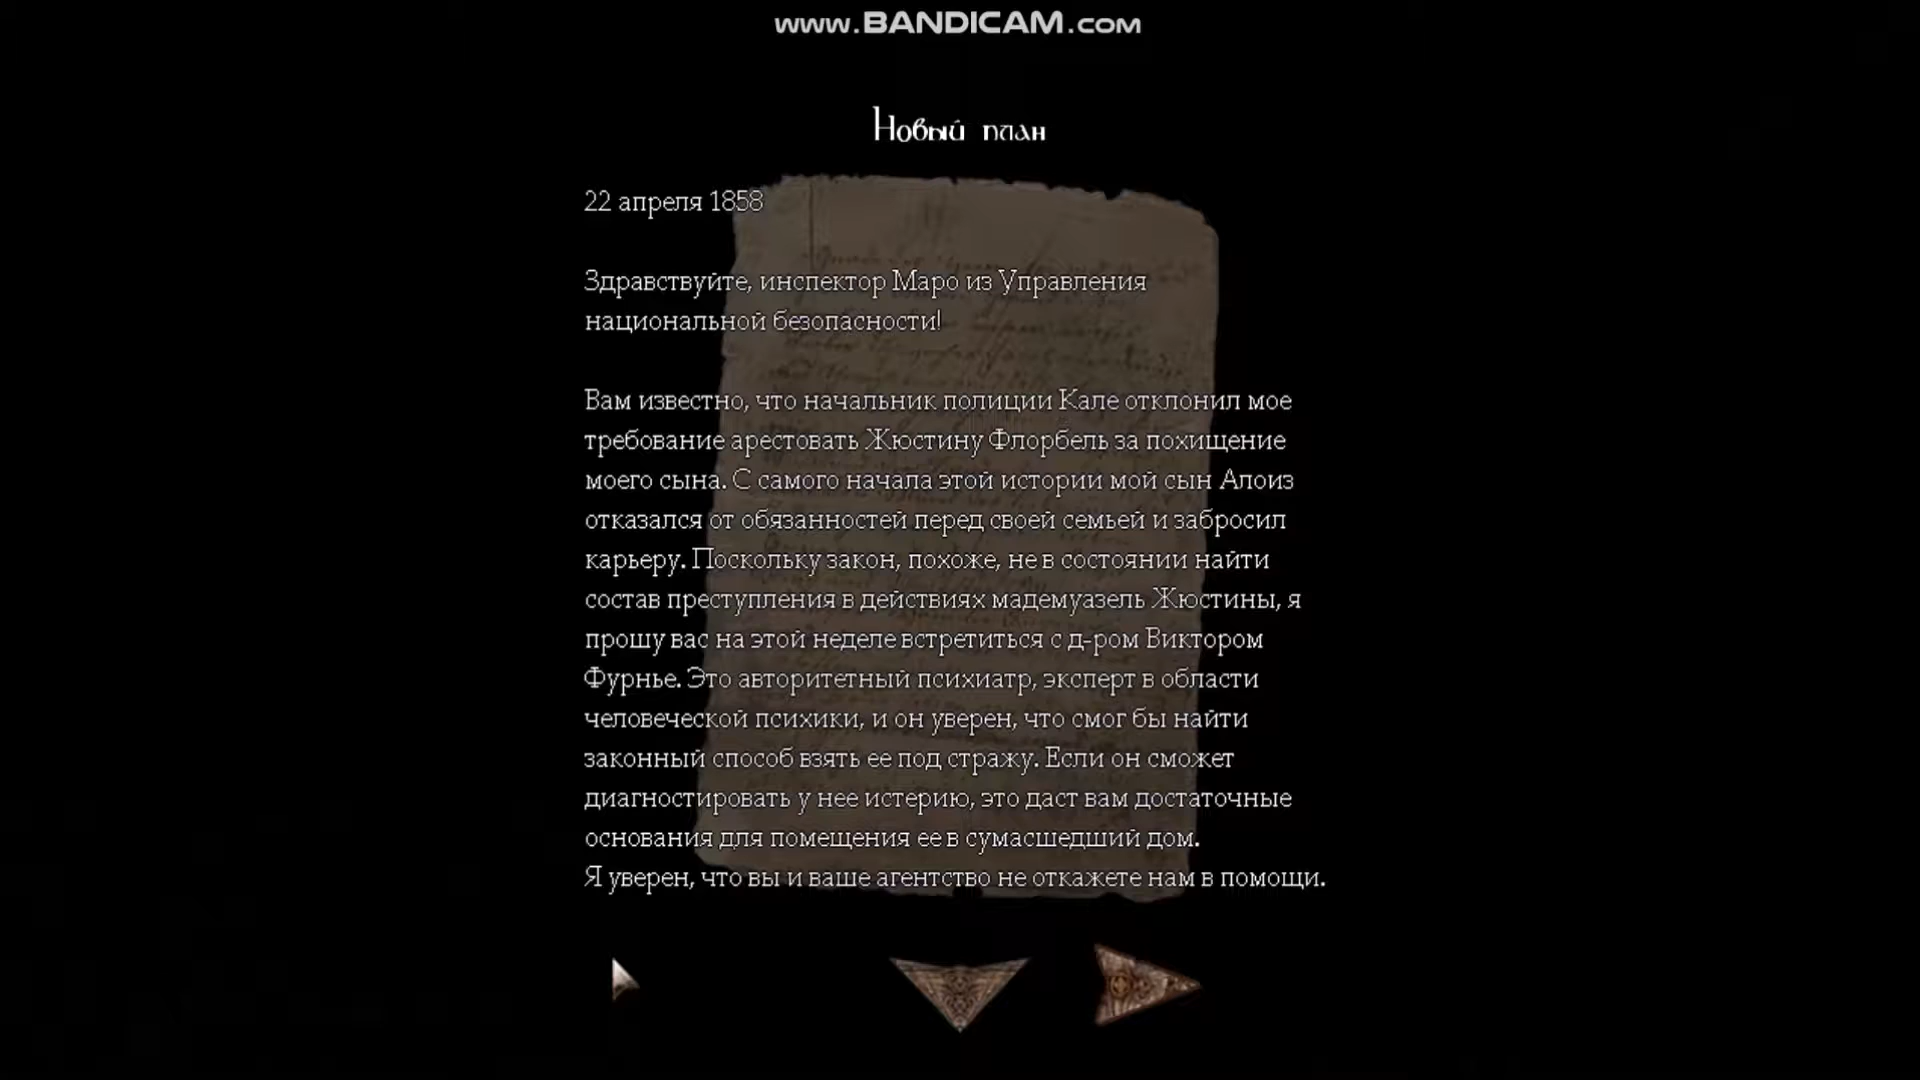 www.BANDICAM.com
Новый план
22 апреля 1858
Здравствуйте, инспектор Маро из Управления
национальной безопасности!
Вам известно, что начальник полиции Кале отклонил мое
требование арестовать Жюстину Флорбель за похищение
моего сына. С самого начала этой истории мой сын Алоиз
отказался от обязанностей перед своей семьей и забросил
карьеру. Поскольку закон, похоже, не в состоянии найти
состав преступления в действиях мадемуазель Жюстины, я
прошу вас на этой неделе встретиться с д-ром Виктором
Фурнье. Это авторитетный психиатр, эксперт в области
человеческой психики, и он уверен, что смог бы найти
законный способ взять ее под стражу. Если он сможет
диагностировать у нее истерию, это даст вам достаточные
основания для помещения ее в сумасшедший дом.
Я уверен, что вы и ваше агентство не откажете нам в помощи.